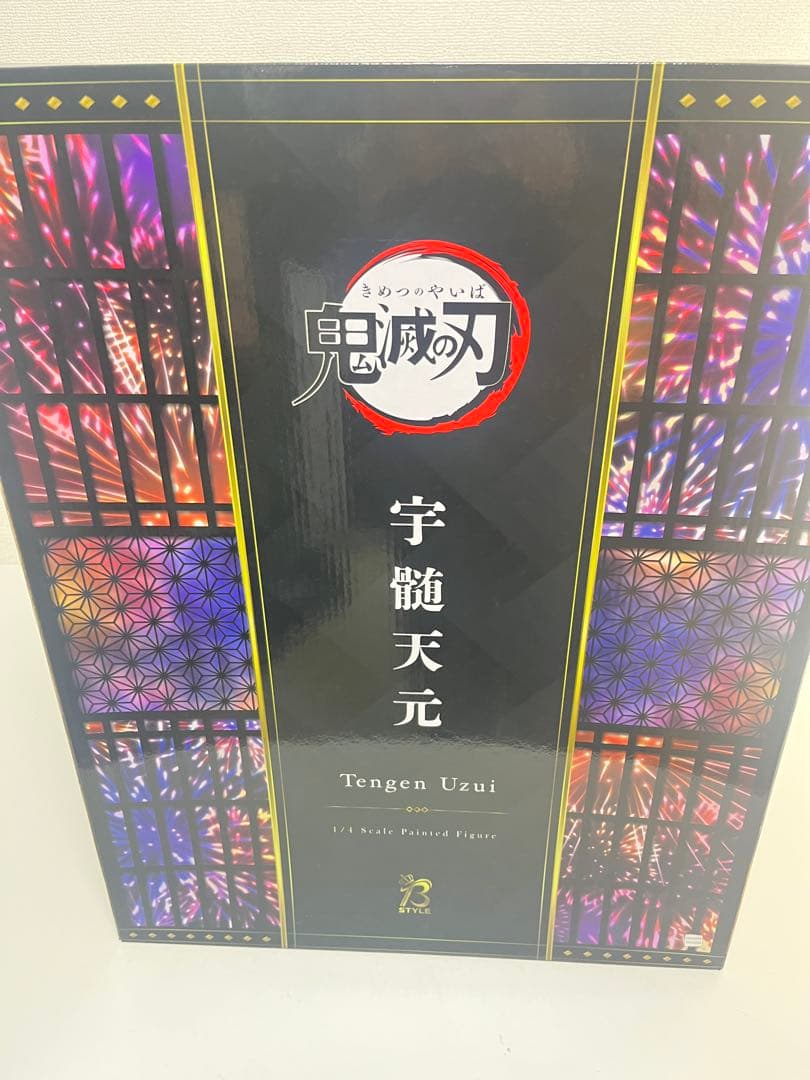 きめつのやいば
鬼滅の刃
宇髄天元
Tengen Uzui
1/4 Scale Painted Figure
B
STYLE